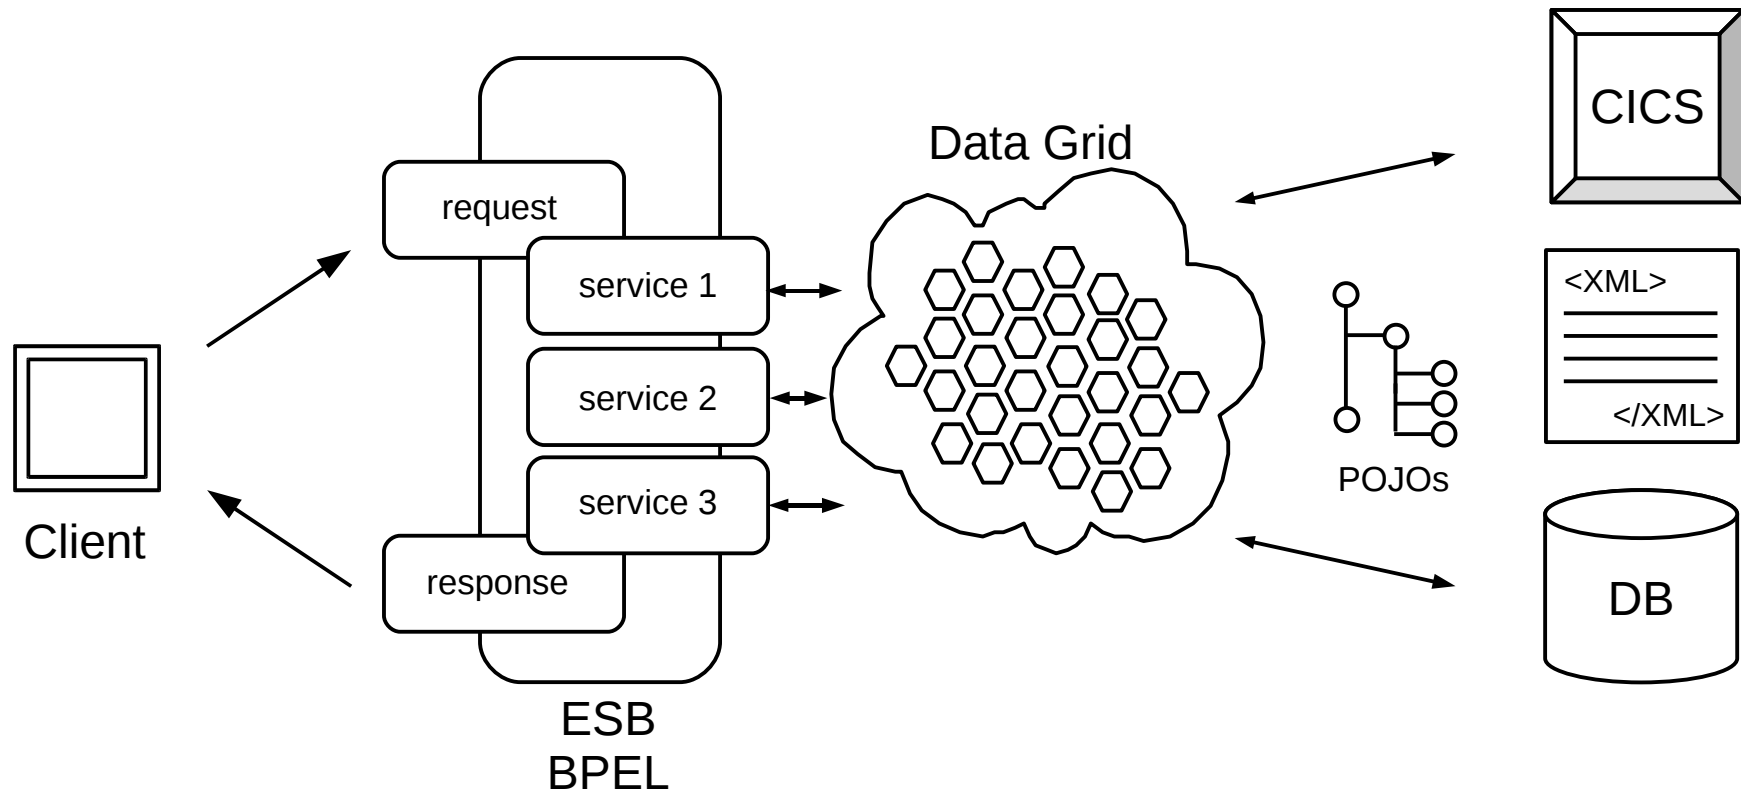 CICS
Data Grid
request
service 1
<XML>
service 2
</XML>
POJOs
service 3
Client
response
DB
ESB
BPEL